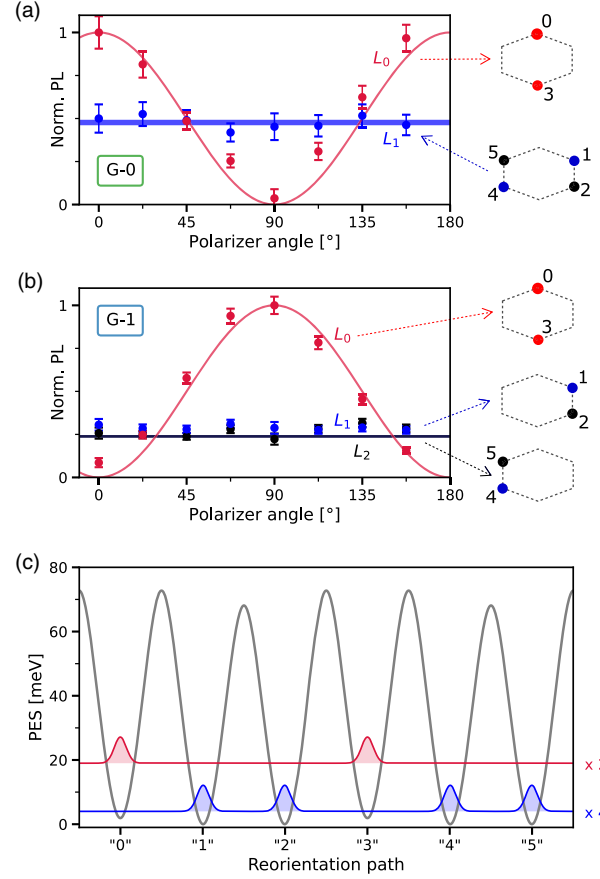 (a)
1
0
Norm. PL
G-0
L0
L1
0
45
90
135
180
Polarizer angle [°]
0
3
5
1
4
2
(b)
1
0
Norm. PL
G-1
L0
L1
L2
0
45
90
135
180
Polarizer angle [°]
0
3
1
2
5
4
(c)
80
60
40
20
0
PES [meV]
x
x
"0"
"1"
"2"
"3"
"4"
"5"
Reorientation path